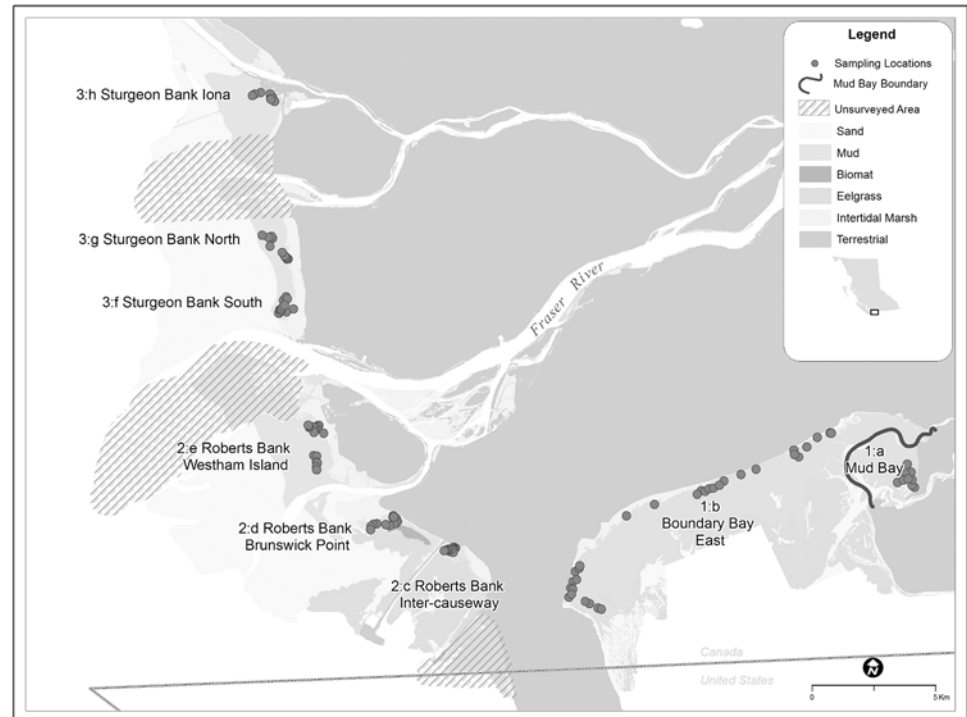 Legend
Sampling Locations
Mud Bay Boundary
Unsurveyed Area
Sand
Mud
Biomat
Eelgrass
Intertidal Marsh
Terrestrial
3:h Sturgeon Bank Iona
3:g Sturgeon Bank North
3:f Sturgeon Bank South
Fraser River
2:e Roberts Bank
Westham Island
1:a
Mud Bay
1:b
Boundary Bay
East
2:d Roberts Bank
Brunswick Point
2:c Roberts Bank
Inter-causeway
Canada
United States
N
0 5 Km